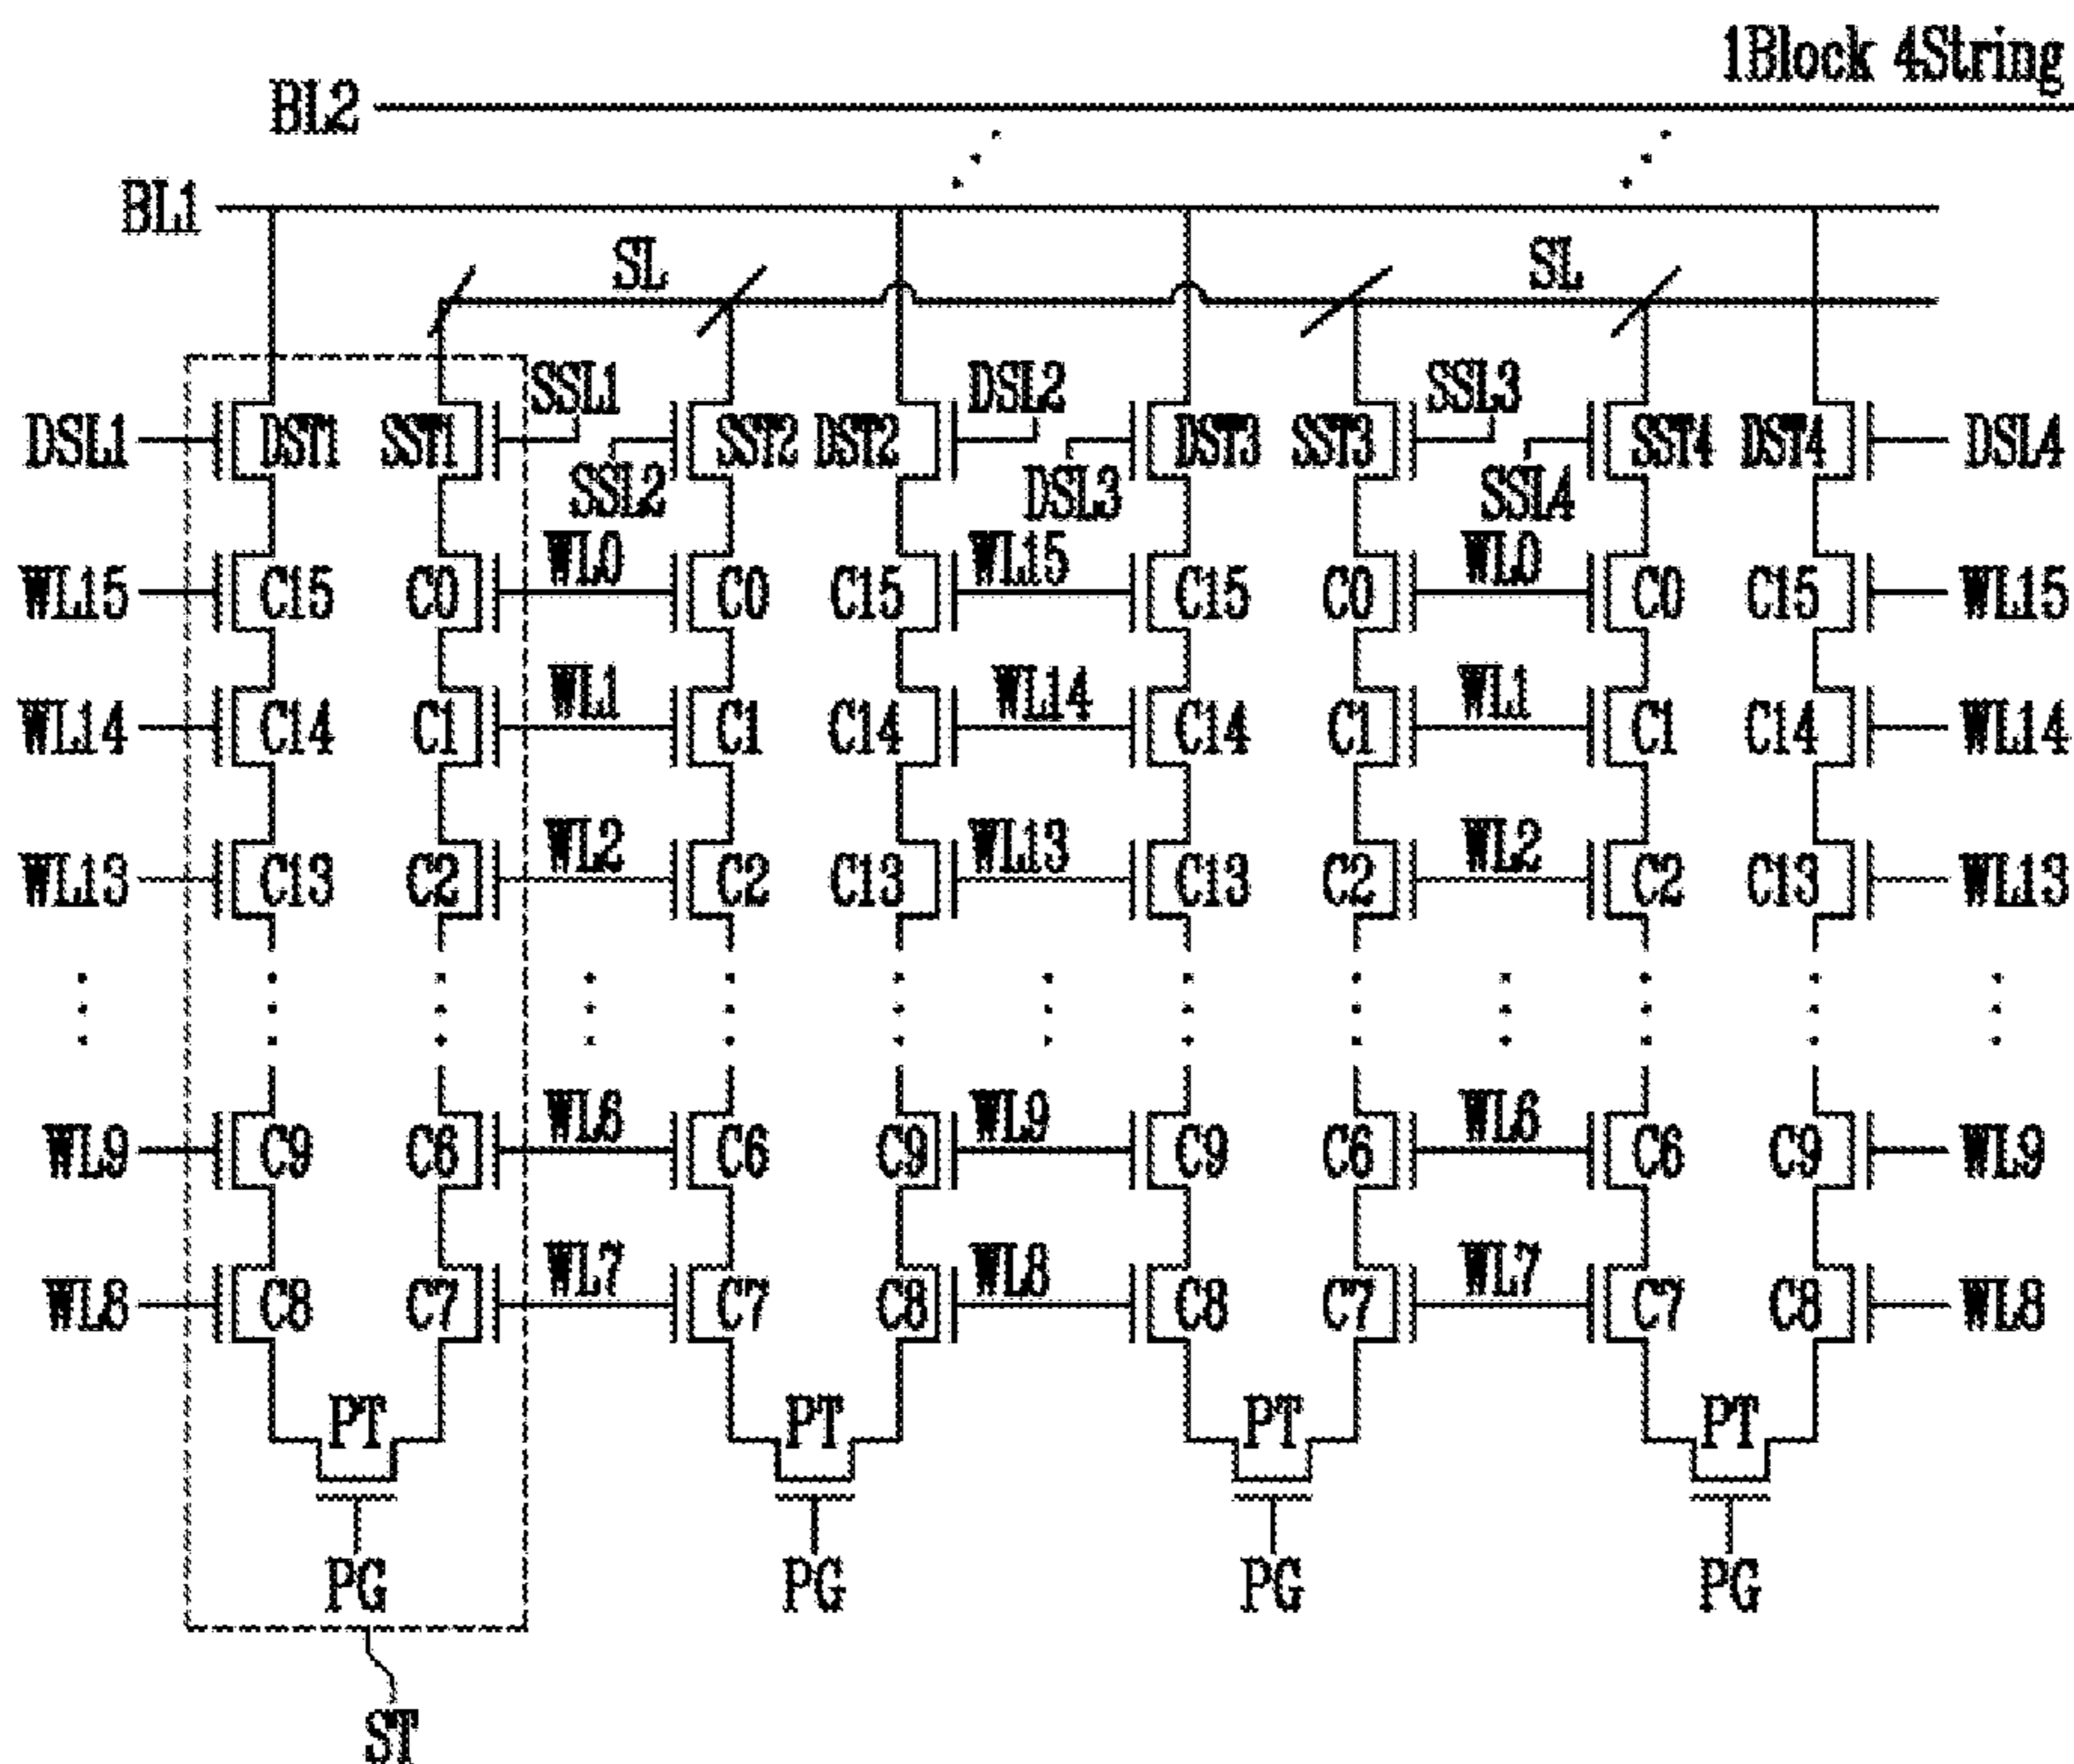 1Block 4String
BL2
BL1
SL SL
SSL1 DSL2 SSL3
DSL1 DST1 SST1 SST2 DST2 DST3 SST3 SST4 DST4 DSL4
SSL2 DSL3 SSL4
WL0 WL15 WL0
WL15 C15 C0 C0 C15 C15 C0 C0 C15 WL15
WL1 WL14 WL1
WL14 C14 C1 C1 C14 C14 C1 C1 C14 WL14
WL2 WL13 WL2
WL13 C13 C2 C2 C13 C13 C2 C2 C13 WL13
WL6 WL9 WL6
WL9 C9 C6 C6 C9 C9 C6 C6 C9 WL9
WL7 WL8 WL7
WL8 C8 C7 C7 C8 C8 C7 C7 C8 WL8
PT PT PT PT
PG PG PG PG
ST